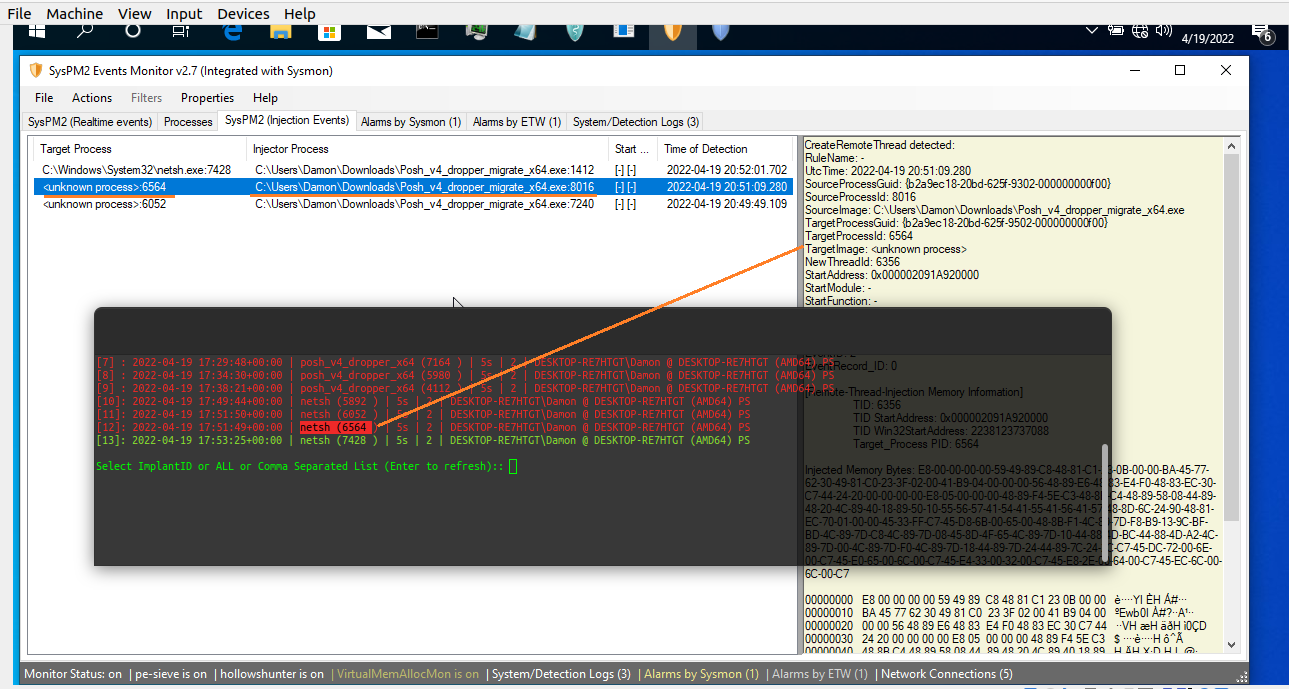 File Machine View Input Devices Help
4/19/2022
6
SysPM2 Events Monitor v2.7 (Integrated with Sysmon)
File Actions Filters Properties Help
SysPM2 (Realtime events) Processes SysPM2 (Injection Events) Alarms by Sysmon (1) Alarms by ETW (1) System/Detection Logs (3)
Target Process Injector Process Start ... Time of Detection
C:\Windows\System32\netsh.exe:7428 C:\Users\Damon\Downloads\Posh_v4_dropper_migrate_x64.exe:1412 [-] [-] 2022-04-19 20:52:01.702
<unknown process>:6564 C:\Users\Damon\Downloads\Posh_v4_dropper_migrate_x64.exe:8016 [-] [-] 2022-04-19 20:51:09.280
<unknown process>:6052 C:\Users\Damon\Downloads\Posh_v4_dropper_migrate_x64.exe:7240 [-] [-] 2022-04-19 20:49:49.109
CreateRemoteThread detected:
RuleName: -
UtcTime: 2022-04-19 20:51:09.280
SourceProcessGuid: {b2a9ec18-20bd-625f-9302-000000000f00}
SourceProcessId: 8016
SourceImage: C:\Users\Damon\Downloads\Posh_v4_dropper_migrate_x64.exe
TargetProcessGuid: {b2a9ec18-20bd-625f-9502-000000000f00}
TargetProcessId: 6564
TargetImage: <unknown process>
NewThreadId: 6356
StartAddress: 0x000002091A920000
StartModule: -
StartFunction: -
[7] : 2022-04-19 17:29:48+00:00 | posh_v4_dropper_x64 (7164 ) | 5s | 2 | DESKTOP-RE7HTGT\Damon @ DESKTOP-RE7HTGT (AMD64) PS
[8] : 2022-04-19 17:34:30+00:00 | posh_v4_dropper_x64 (5980 ) | 5s | 2 | DESKTOP-RE7HTGT\Damon @ DESKTOP-RE7HTGT (AMD64) PS
[9] : 2022-04-19 17:38:21+00:00 | posh_v4_dropper_x64 (4112 ) | 5s | 2 | DESKTOP-RE7HTGT\Damon @ DESKTOP-RE7HTGT (AMD64) PS
[10]: 2022-04-19 17:49:44+00:00 | netsh (5892 ) | 5s | 2 | DESKTOP-RE7HTGT\Damon @ DESKTOP-RE7HTGT (AMD64) PS
[11]: 2022-04-19 17:51:50+00:00 | netsh (6052 ) | 5s | 2 | DESKTOP-RE7HTGT\Damon @ DESKTOP-RE7HTGT (AMD64) PS
[12]: 2022-04-19 17:51:49+00:00 | netsh (6564 ) | 5s | 2 | DESKTOP-RE7HTGT\Damon @ DESKTOP-RE7HTGT (AMD64) PS
[13]: 2022-04-19 17:53:25+00:00 | netsh (7428 ) | 5s | 2 | DESKTOP-RE7HTGT\Damon @ DESKTOP-RE7HTGT (AMD64) PS
Select ImplantID or ALL or Comma Separated List (Enter to refresh)::
EventRecord_ID: 0
[Remote-Thread-Injection Memory Information]
TID: 6356
TID StartAddress: 0x000002091A920000
TID Win32StartAddress: 2238123737088
Target_Process PID: 6564
Injected Memory Bytes: E8-00-00-00-00-59-49-89-C8-48-81-C1-23-0B-00-00-BA-45-77-
62-30-49-81-C0-23-3F-02-00-41-B9-04-00-00-00-56-48-89-E6-48-83-E4-F0-48-83-EC-30-
C7-44-24-20-00-00-00-00-E8-05-00-00-00-48-89-F4-5E-C3-48-8B-C4-48-89-58-08-44-89-
48-20-4C-89-40-18-89-50-10-55-56-57-41-54-41-55-41-56-41-57-48-8D-6C-24-90-48-81-
EC-70-01-00-00-45-33-FF-C7-45-D8-6B-00-65-00-48-8B-F1-4C-89-7D-F8-B9-13-9C-BF-
BD-4C-89-7D-C8-4C-89-7D-08-45-8D-4F-65-4C-89-7D-10-44-88-4D-BC-44-88-4D-A2-4C-
89-7D-00-4C-89-7D-F0-4C-89-7D-18-44-89-7D-24-44-89-7C-24- -C7-45-DC-72-00-6E-
00-C7-45-E0-65-00-6C-00-C7-45-E4-33-00-32-00-C7-45-E8-2E-00-64-00-C7-45-EC-6C-00-
6C-00-C7
00000000 E8 00 00 00 00 59 49 89 C8 48 81 C1 23 0B 00 00 è····YI ÈH Á#···
00000010 BA 45 77 62 30 49 81 C0 23 3F 02 00 41 B9 04 00 ºEwb0I À#?··A¹··
00000020 00 00 56 48 89 E6 48 83 E4 F0 48 83 EC 30 C7 44 ··VH æH äðH ì0ÇD
00000030 24 20 00 00 00 00 E8 05 00 00 00 48 89 F4 5E C3 $ ····è····H ô^Ã
00000040 48 8B C4 48 89 58 08 44 89 48 20 4C 89 40 18 89 H ÄH X·D H L @·
Monitor Status: on | pe-sieve is on | hollowshunter is on | VirtualMemAllocMon is on | System/Detection Logs (3) | Alarms by Sysmon (1) | Alarms by ETW (1) | Network Connections (5)